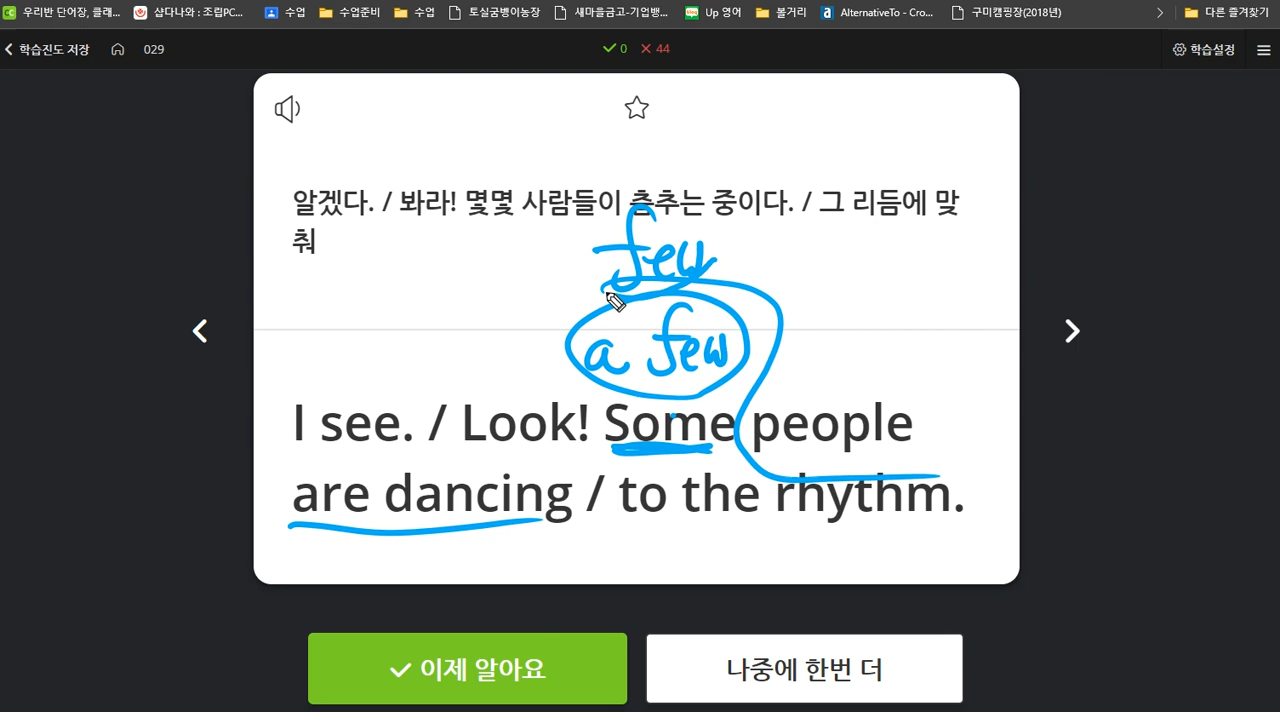 우리반 단어장, 클래... 샵다나와 : 조립PC... 수업 수업준비 수업 토실굼벵이농장 새마을금고-기업뱅... Up 영어 볼거리 AlternativeTo - Cro... 구미캠핑장(2018년) 다른 즐겨찾기
학습진도 저장 029 0 44 학습설정
알겠다. / 봐라! 몇몇 사람들이 춤추는 중이다. / 그 리듬에 맞
춰
few
a few
I see. / Look! Some people
are dancing / to the rhythm.
이제 알아요 나중에 한번 더